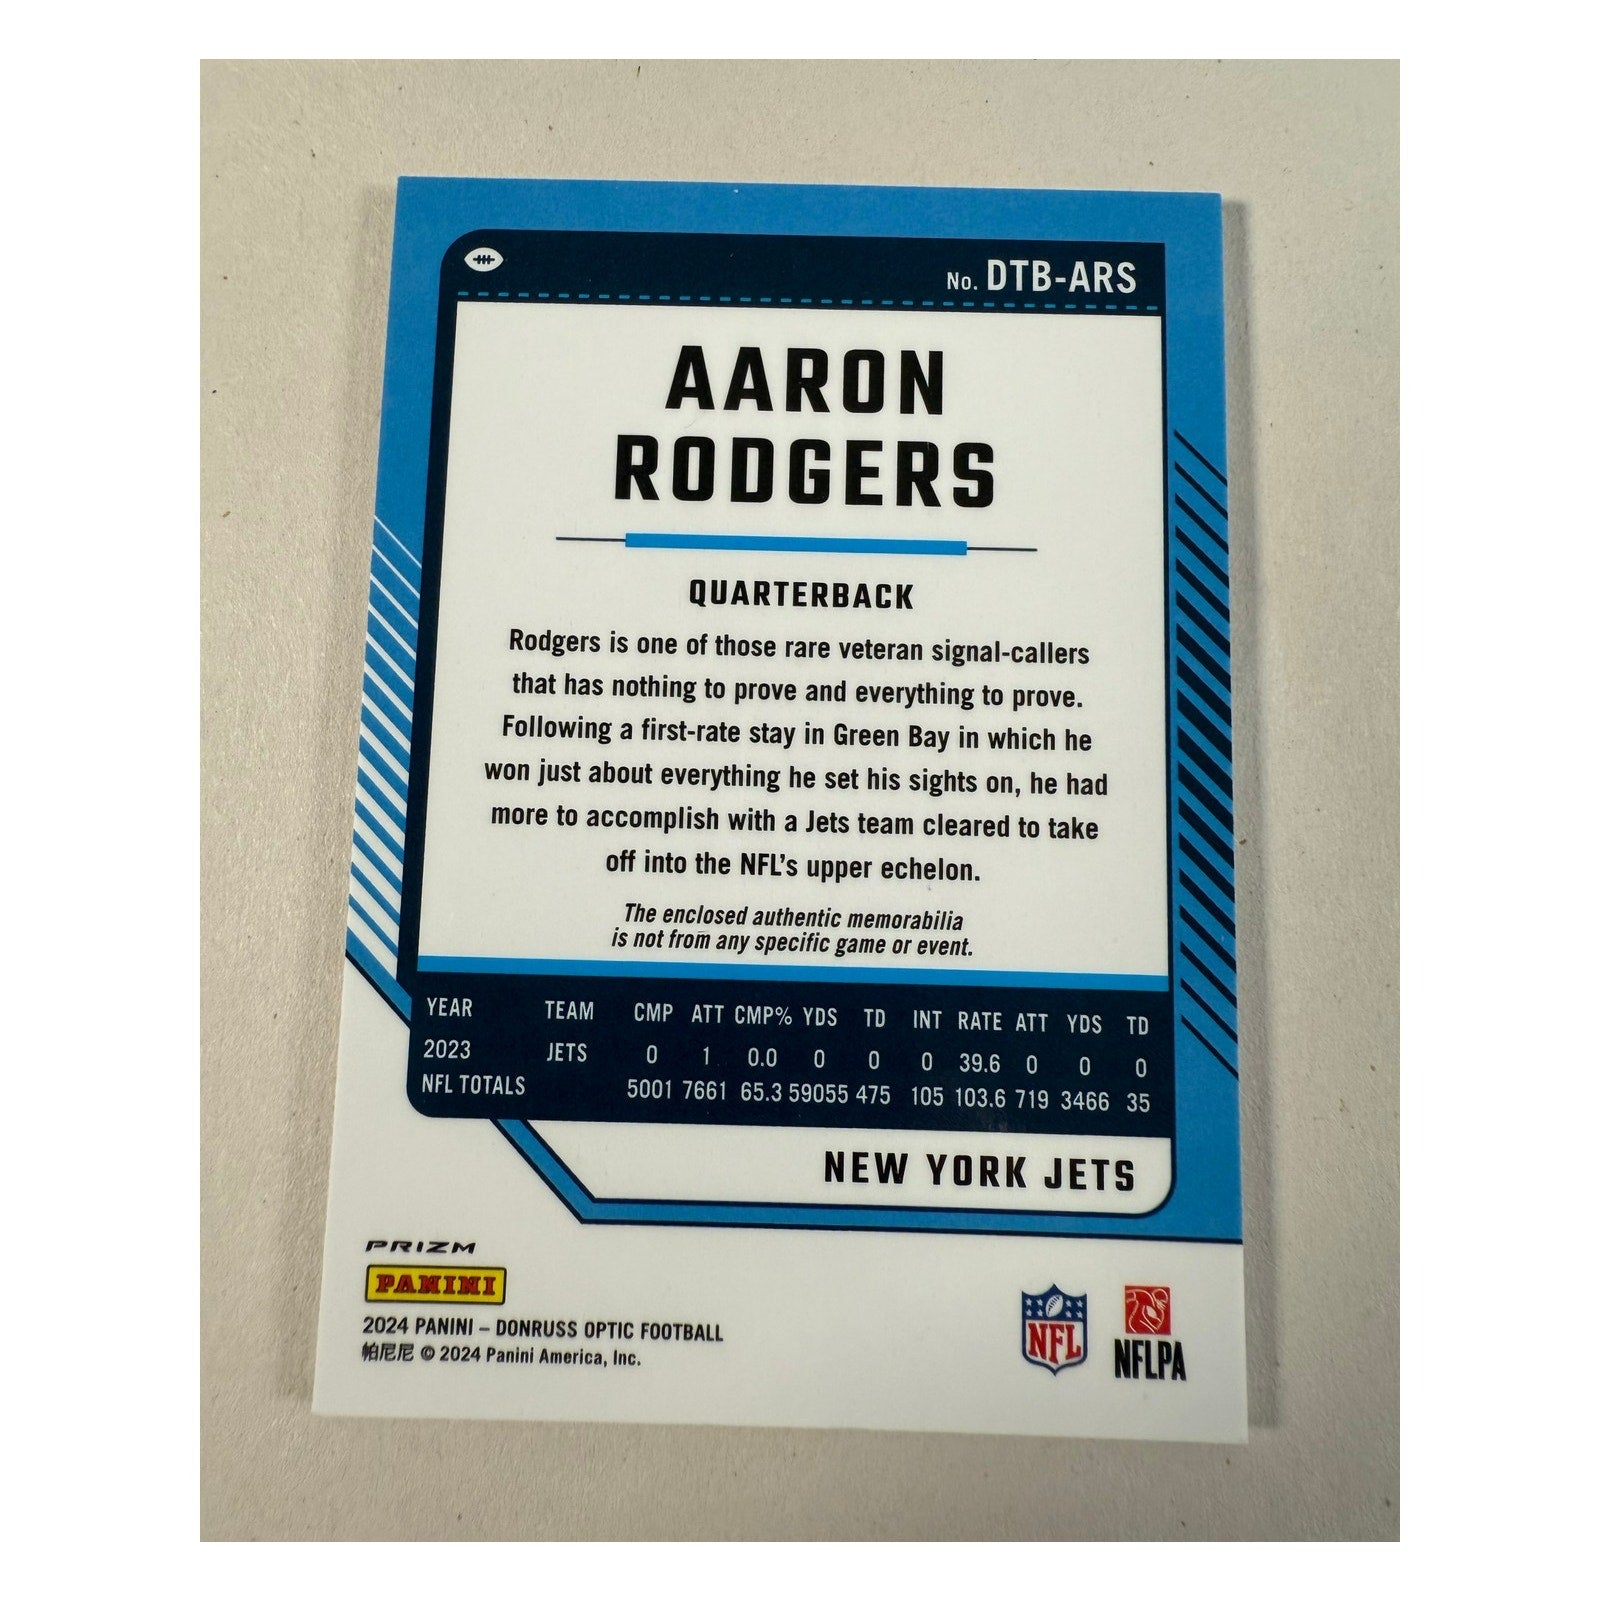 No. DTB-ARS
AARON
RODGERS
QUARTERBACK
Rodgers is one of those rare veteran signal-callers
that has nothing to prove and everything to prove.
Following a first-rate stay in Green Bay in which he
won just about everything he set his sights on, he had
more to accomplish with a Jets team cleared to take
off into the NFL's upper echelon.
The enclosed authentic memorabilia
is not from any specific game or event.
YEAR TEAM CMP ATT CMP% YDS TD INT RATE ATT YDS TD
2023 JETS 0 1 0.0 0 0 0 39.6 0 0 0
NFL TOTALS 5001 7661 65.3 59055 475 105 103.6 719 3466 35
NEW YORK JETS
PRIZM
PANINI
2024 PANINI – DONRUSS OPTIC FOOTBALL
帕尼尼 © 2024 Panini America, Inc.
NFL
NFLPA